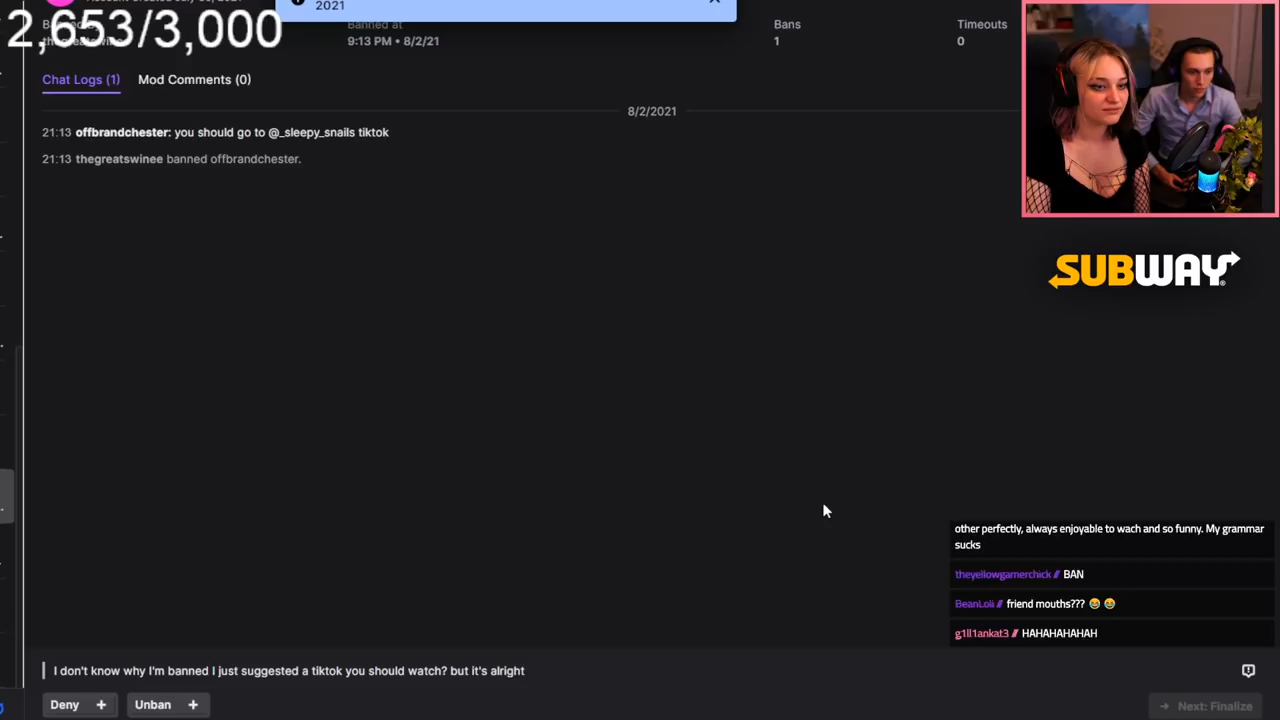 2021
2,653/3,000
Banned at
Bans
Timeouts
9:13 PM • 8/2/21
1
0
Chat Logs (1)
Mod Comments (0)
8/2/2021
21:13 offbrandchester: you should go to @_sleepy_snails tiktok
21:13 thegreatswinee banned offbrandchester.
SUBWAY
other perfectly, always enjoyable to wach and so funny. My grammar
sucks
theyellowgamerchick // BAN
BeanLoli // friend mouths??? 😂 😂
g1ll1ankat3 // HAHAHAHAHAH
I don't know why I'm banned I just suggested a tiktok you should watch? but it's alright
Deny +
Unban +
→ Next: Finalize